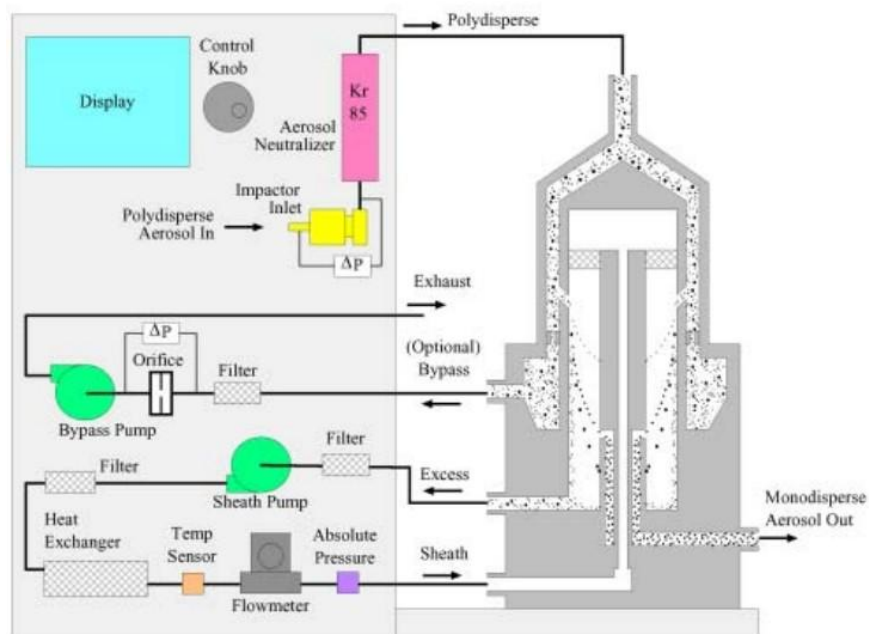 Polydisperse
Control
Knob
Display
Kr
85
Aerosol
Neutralizer
Impactor
Inlet
Polydisperse
Aerosol In
ΔP
Exhaust
ΔP
Orifice
Filter
(Optional)
Bypass
Bypass Pump
Filter
Filter
Excess
Sheath Pump
Monodisperse
Aerosol Out
Heat
Exchanger
Temp
Sensor
Absolute
Pressure
Sheath
Flowmeter